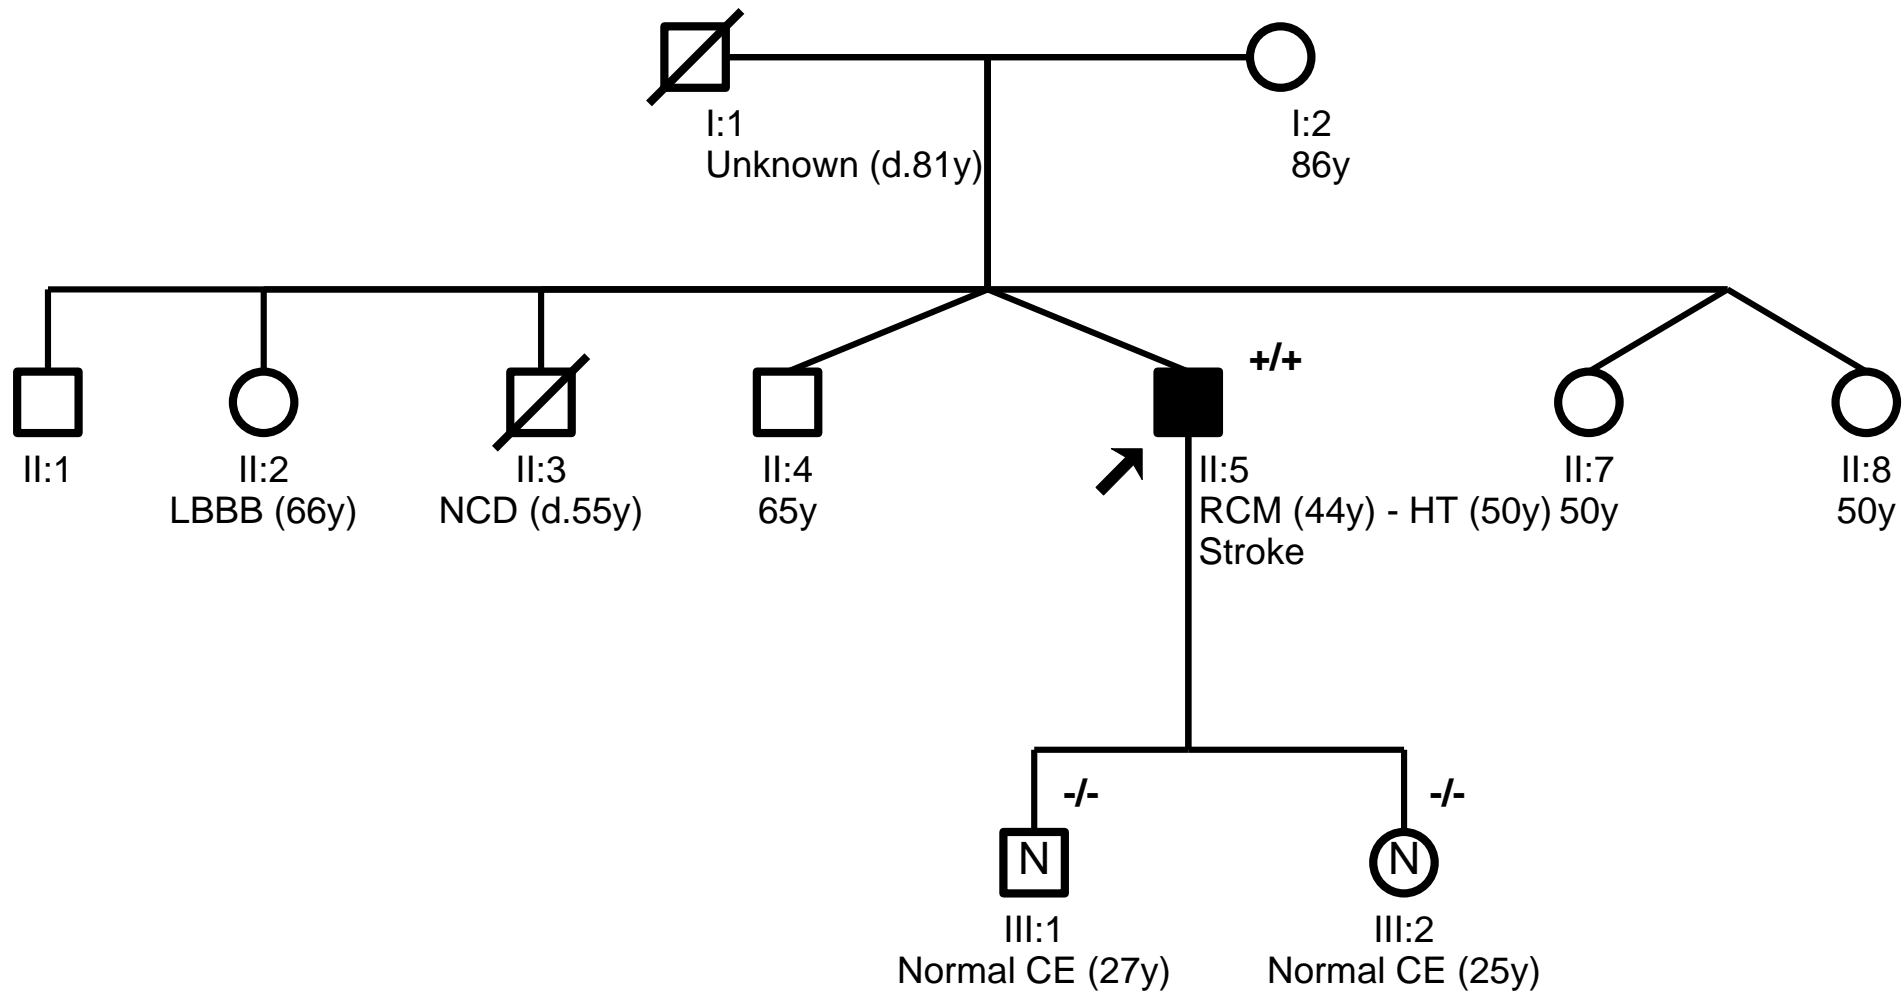 I:1
Unknown (d.81y)
I:2
86y
+/+
II:1
II:2
LBBB (66y)
II:3
NCD (d.55y)
II:4
65y
II:5
RCM (44y) - HT (50y)
Stroke
II:7
50y
II:8
50y
-/-
-/-
N
N
III:1
Normal CE (27y)
III:2
Normal CE (25y)